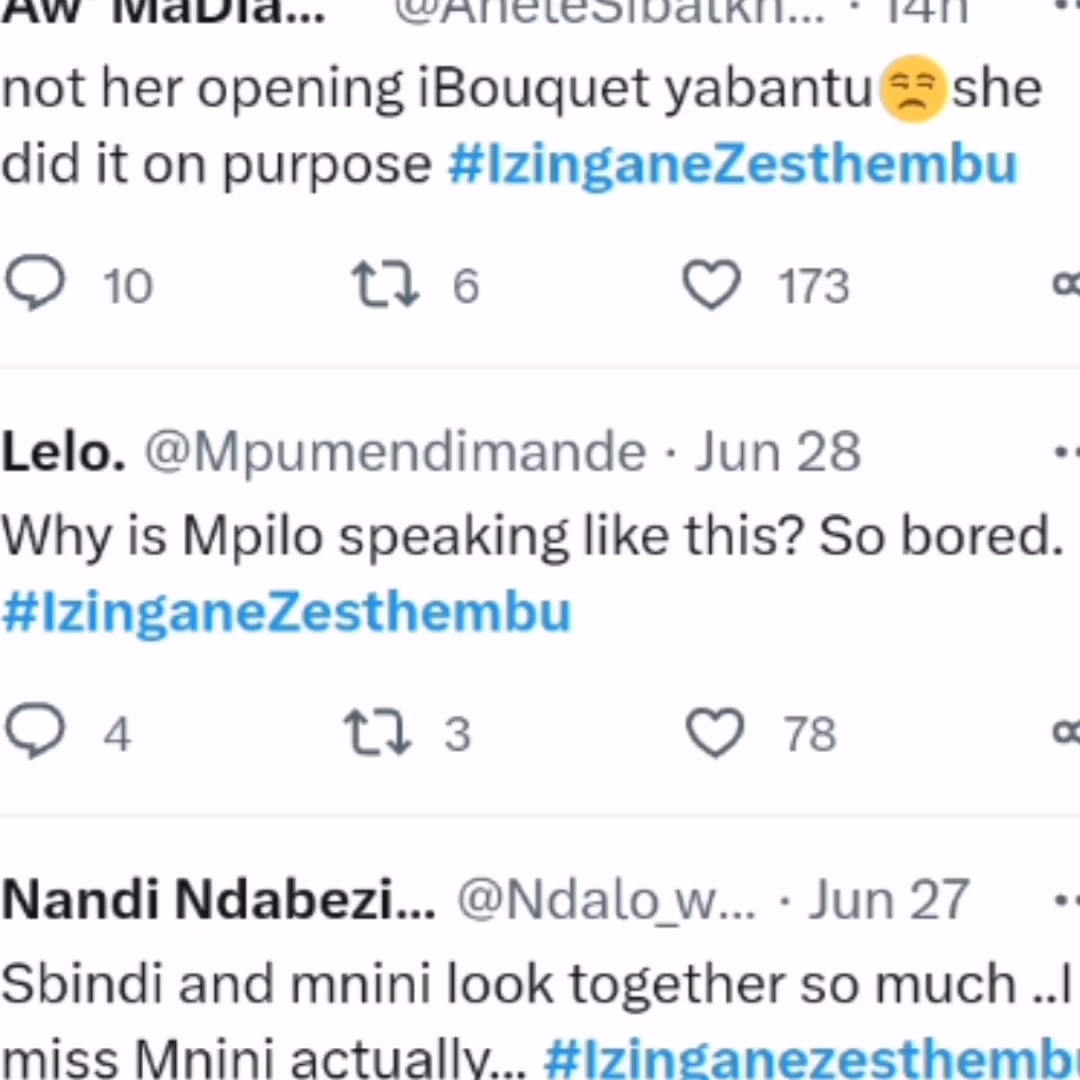 Aw' MaDla... @AneleSibatkh... · 14h
not her opening iBouquet yabantu😒she
did it on purpose #IzinganeZesthembu
10 6 173
Lelo. @Mpumendimande · Jun 28
Why is Mpilo speaking like this? So bored.
#IzinganeZesthembu
4 3 78
Nandi Ndabezi... @Ndalo_w... · Jun 27
Sbindi and mnini look together so much ..I
miss Mnini actually... #Izinganezesthembu